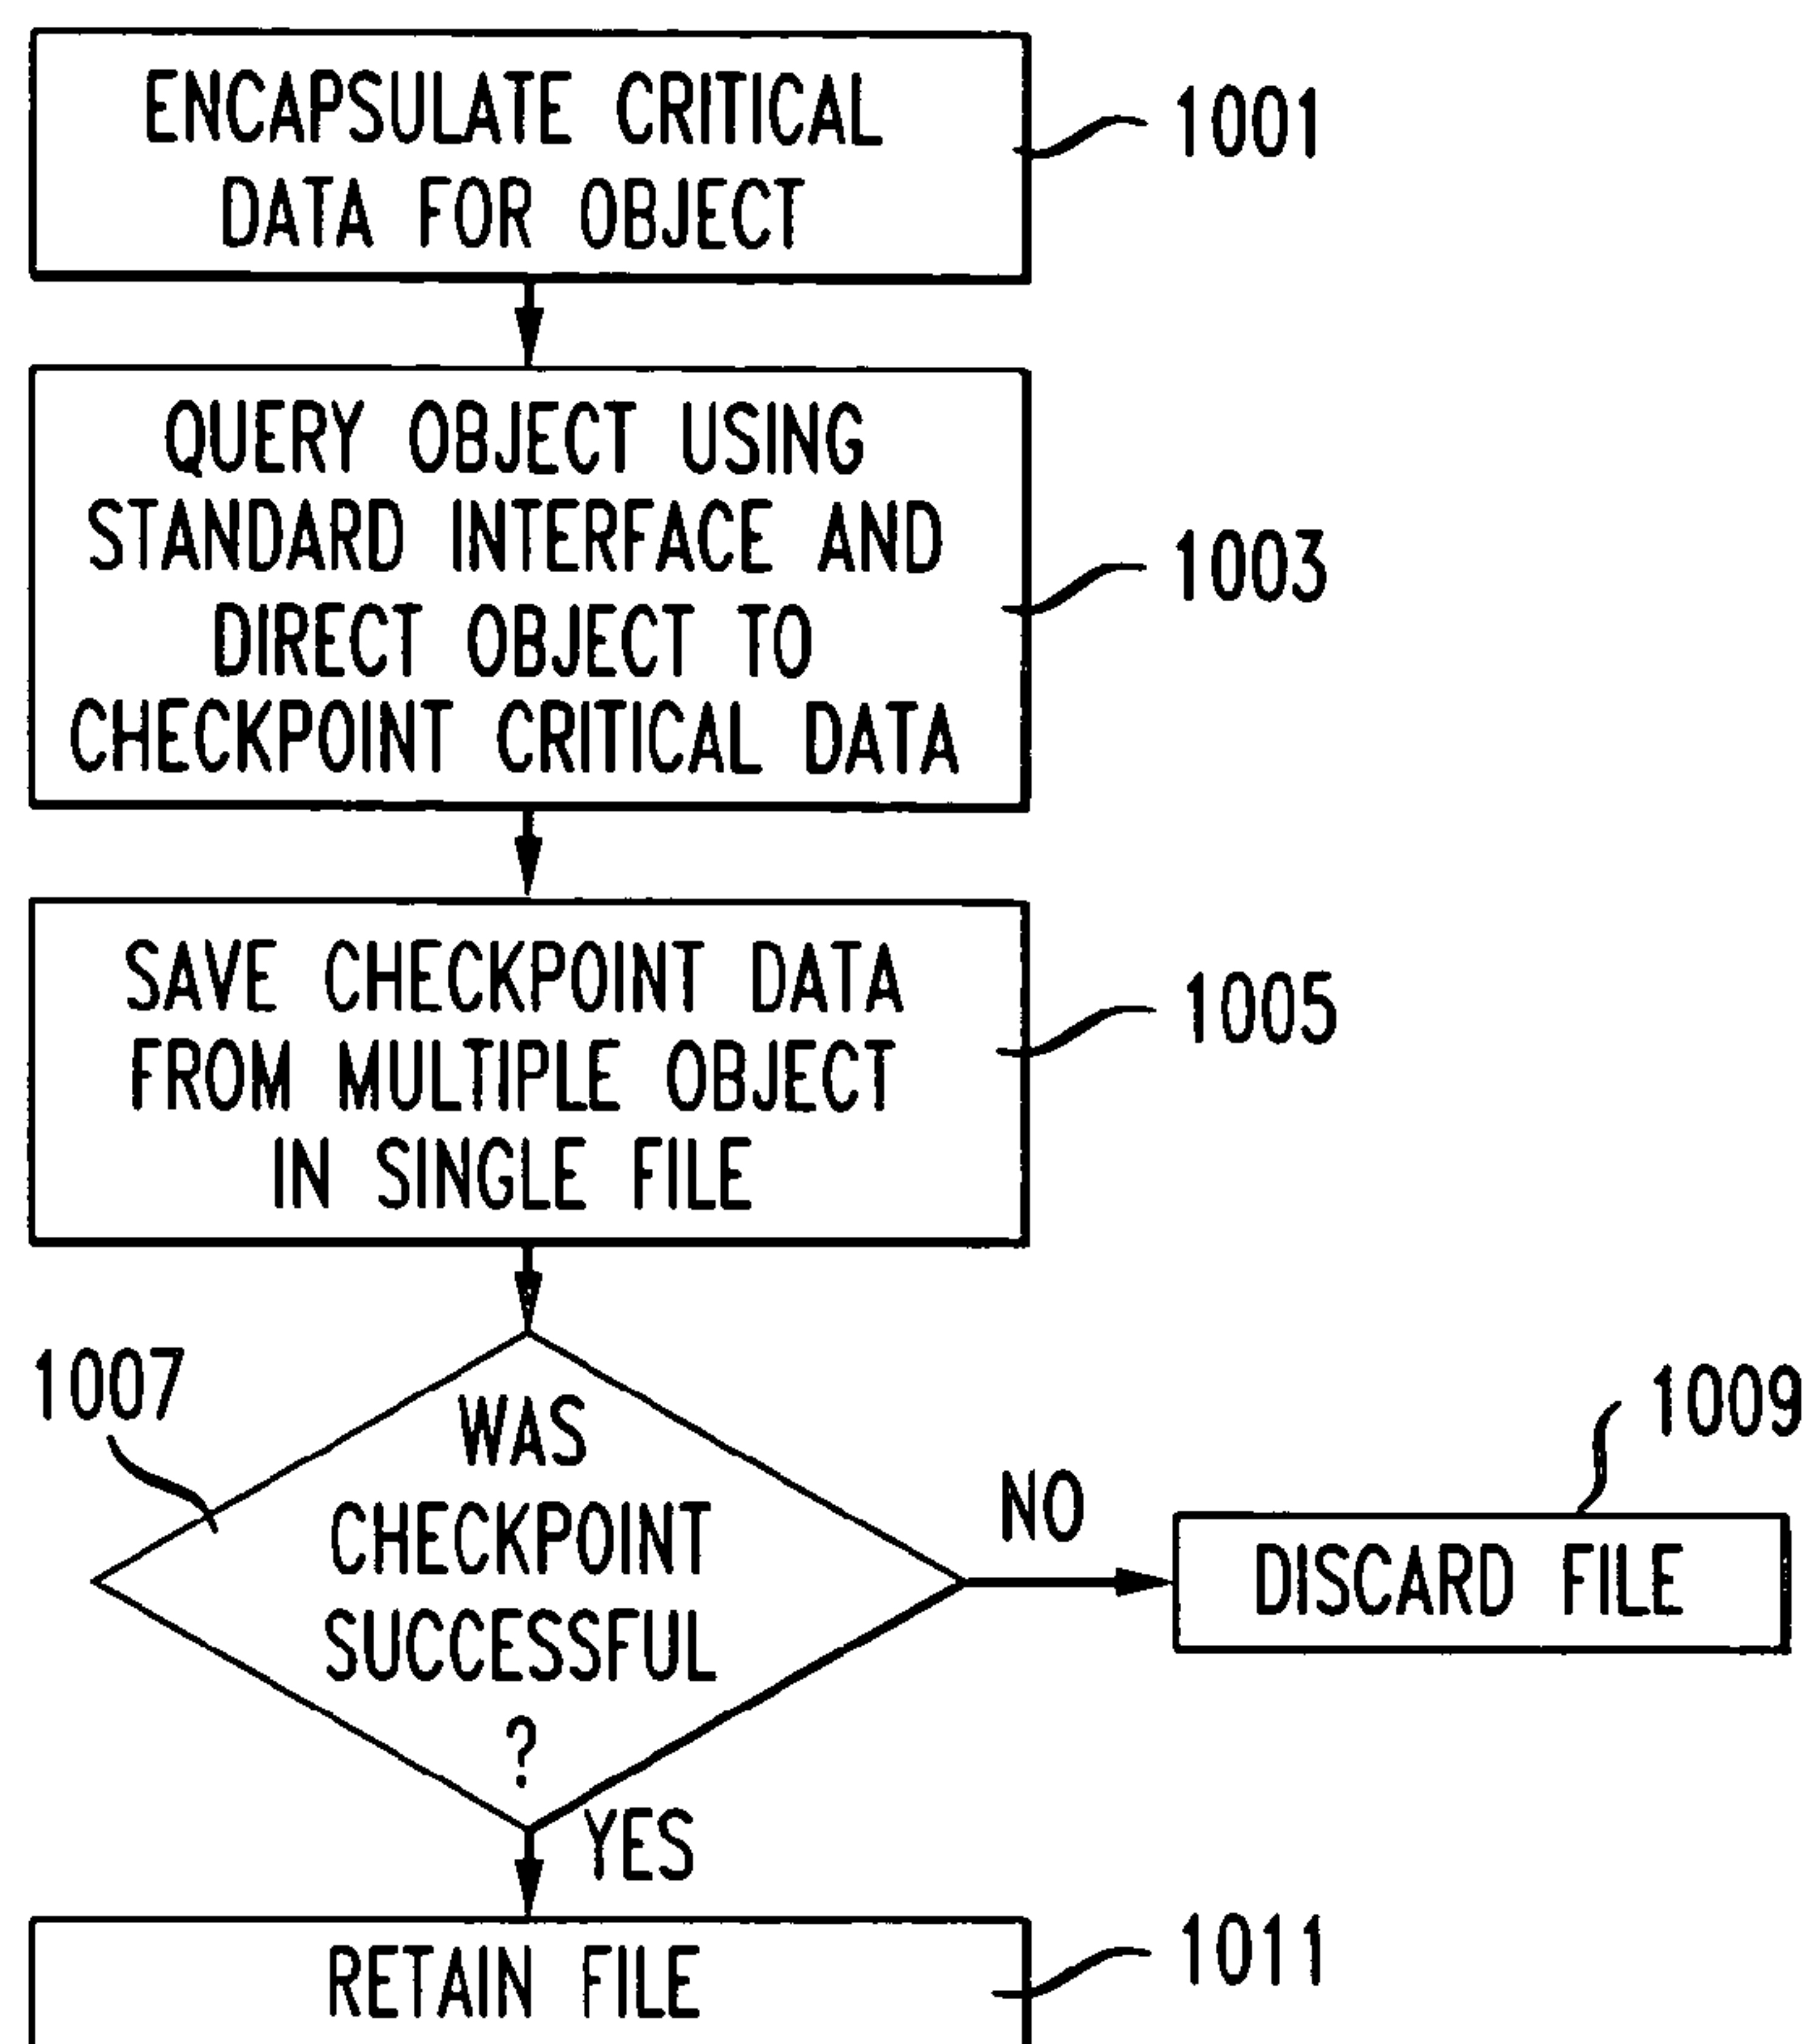 ENCAPSULATE CRITICAL
DATA FOR OBJECT
1001
QUERY OBJECT USING
STANDARD INTERFACE AND
DIRECT OBJECT TO
CHECKPOINT CRITICAL DATA
1003
SAVE CHECKPOINT DATA
FROM MULTIPLE OBJECT
IN SINGLE FILE
1005
1007
WAS
CHECKPOINT
SUCCESSFUL
?
NO
1009
DISCARD FILE
YES
RETAIN FILE
1011